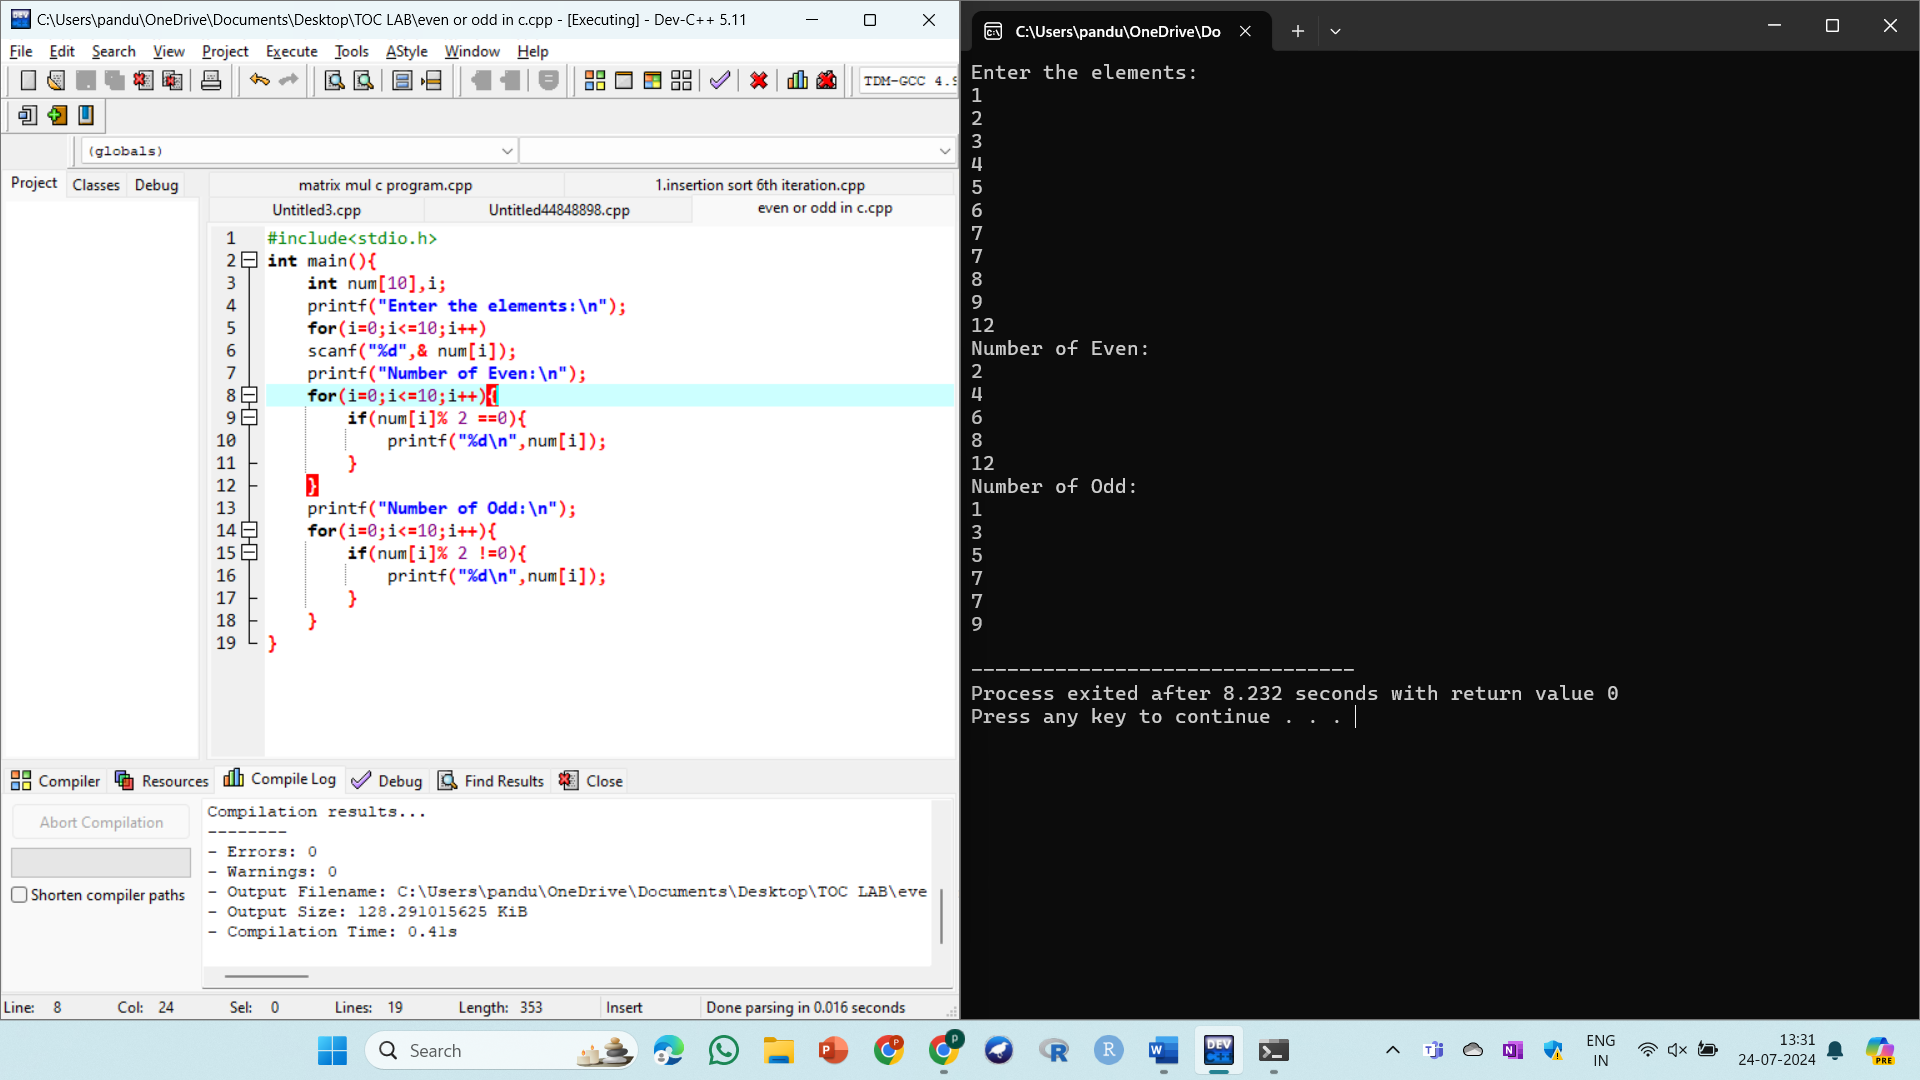 C:\Users\pandu\OneDrive\Documents\Desktop\TOC LAB\even or odd in c.cpp - [Executing] - Dev-C++ 5.11
File Edit Search View Project Execute Tools AStyle Window Help
TDM-GCC 4.9
(globals)
Project Classes Debug
matrix mul c program.cpp 1.insertion sort 6th iteration.cpp
Untitled3.cpp Untitled44848898.cpp even or odd in c.cpp
1 #include<stdio.h>
2 int main(){
3 int num[10],i;
4 printf("Enter the elements:\n");
5 for(i=0;i<=10;i++)
6 scanf("%d",& num[i]);
7 printf("Number of Even:\n");
8 for(i=0;i<=10;i++){
9 if(num[i]% 2 ==0){
10 printf("%d\n",num[i]);
11 }
12 }
13 printf("Number of Odd:\n");
14 for(i=0;i<=10;i++){
15 if(num[i]% 2 !=0){
16 printf("%d\n",num[i]);
17 }
18 }
19 }
Compiler Resources Compile Log Debug Find Results Close
Abort Compilation
Shorten compiler paths
Compilation results...
--------
- Errors: 0
- Warnings: 0
- Output Filename: C:\Users\pandu\OneDrive\Documents\Desktop\TOC LAB\eve
- Output Size: 128.291015625 KiB
- Compilation Time: 0.41s
Line: 8 Col: 24 Sel: 0 Lines: 19 Length: 353 Insert Done parsing in 0.016 seconds
C:\Users\pandu\OneDrive\Do
Enter the elements:
1
2
3
4
5
6
7
7
8
9
12
Number of Even:
2
4
6
8
12
Number of Odd:
1
3
5
7
7
9
--------------------------------
Process exited after 8.232 seconds with return value 0
Press any key to continue . . .
Search
ENG
IN
13:31
24-07-2024